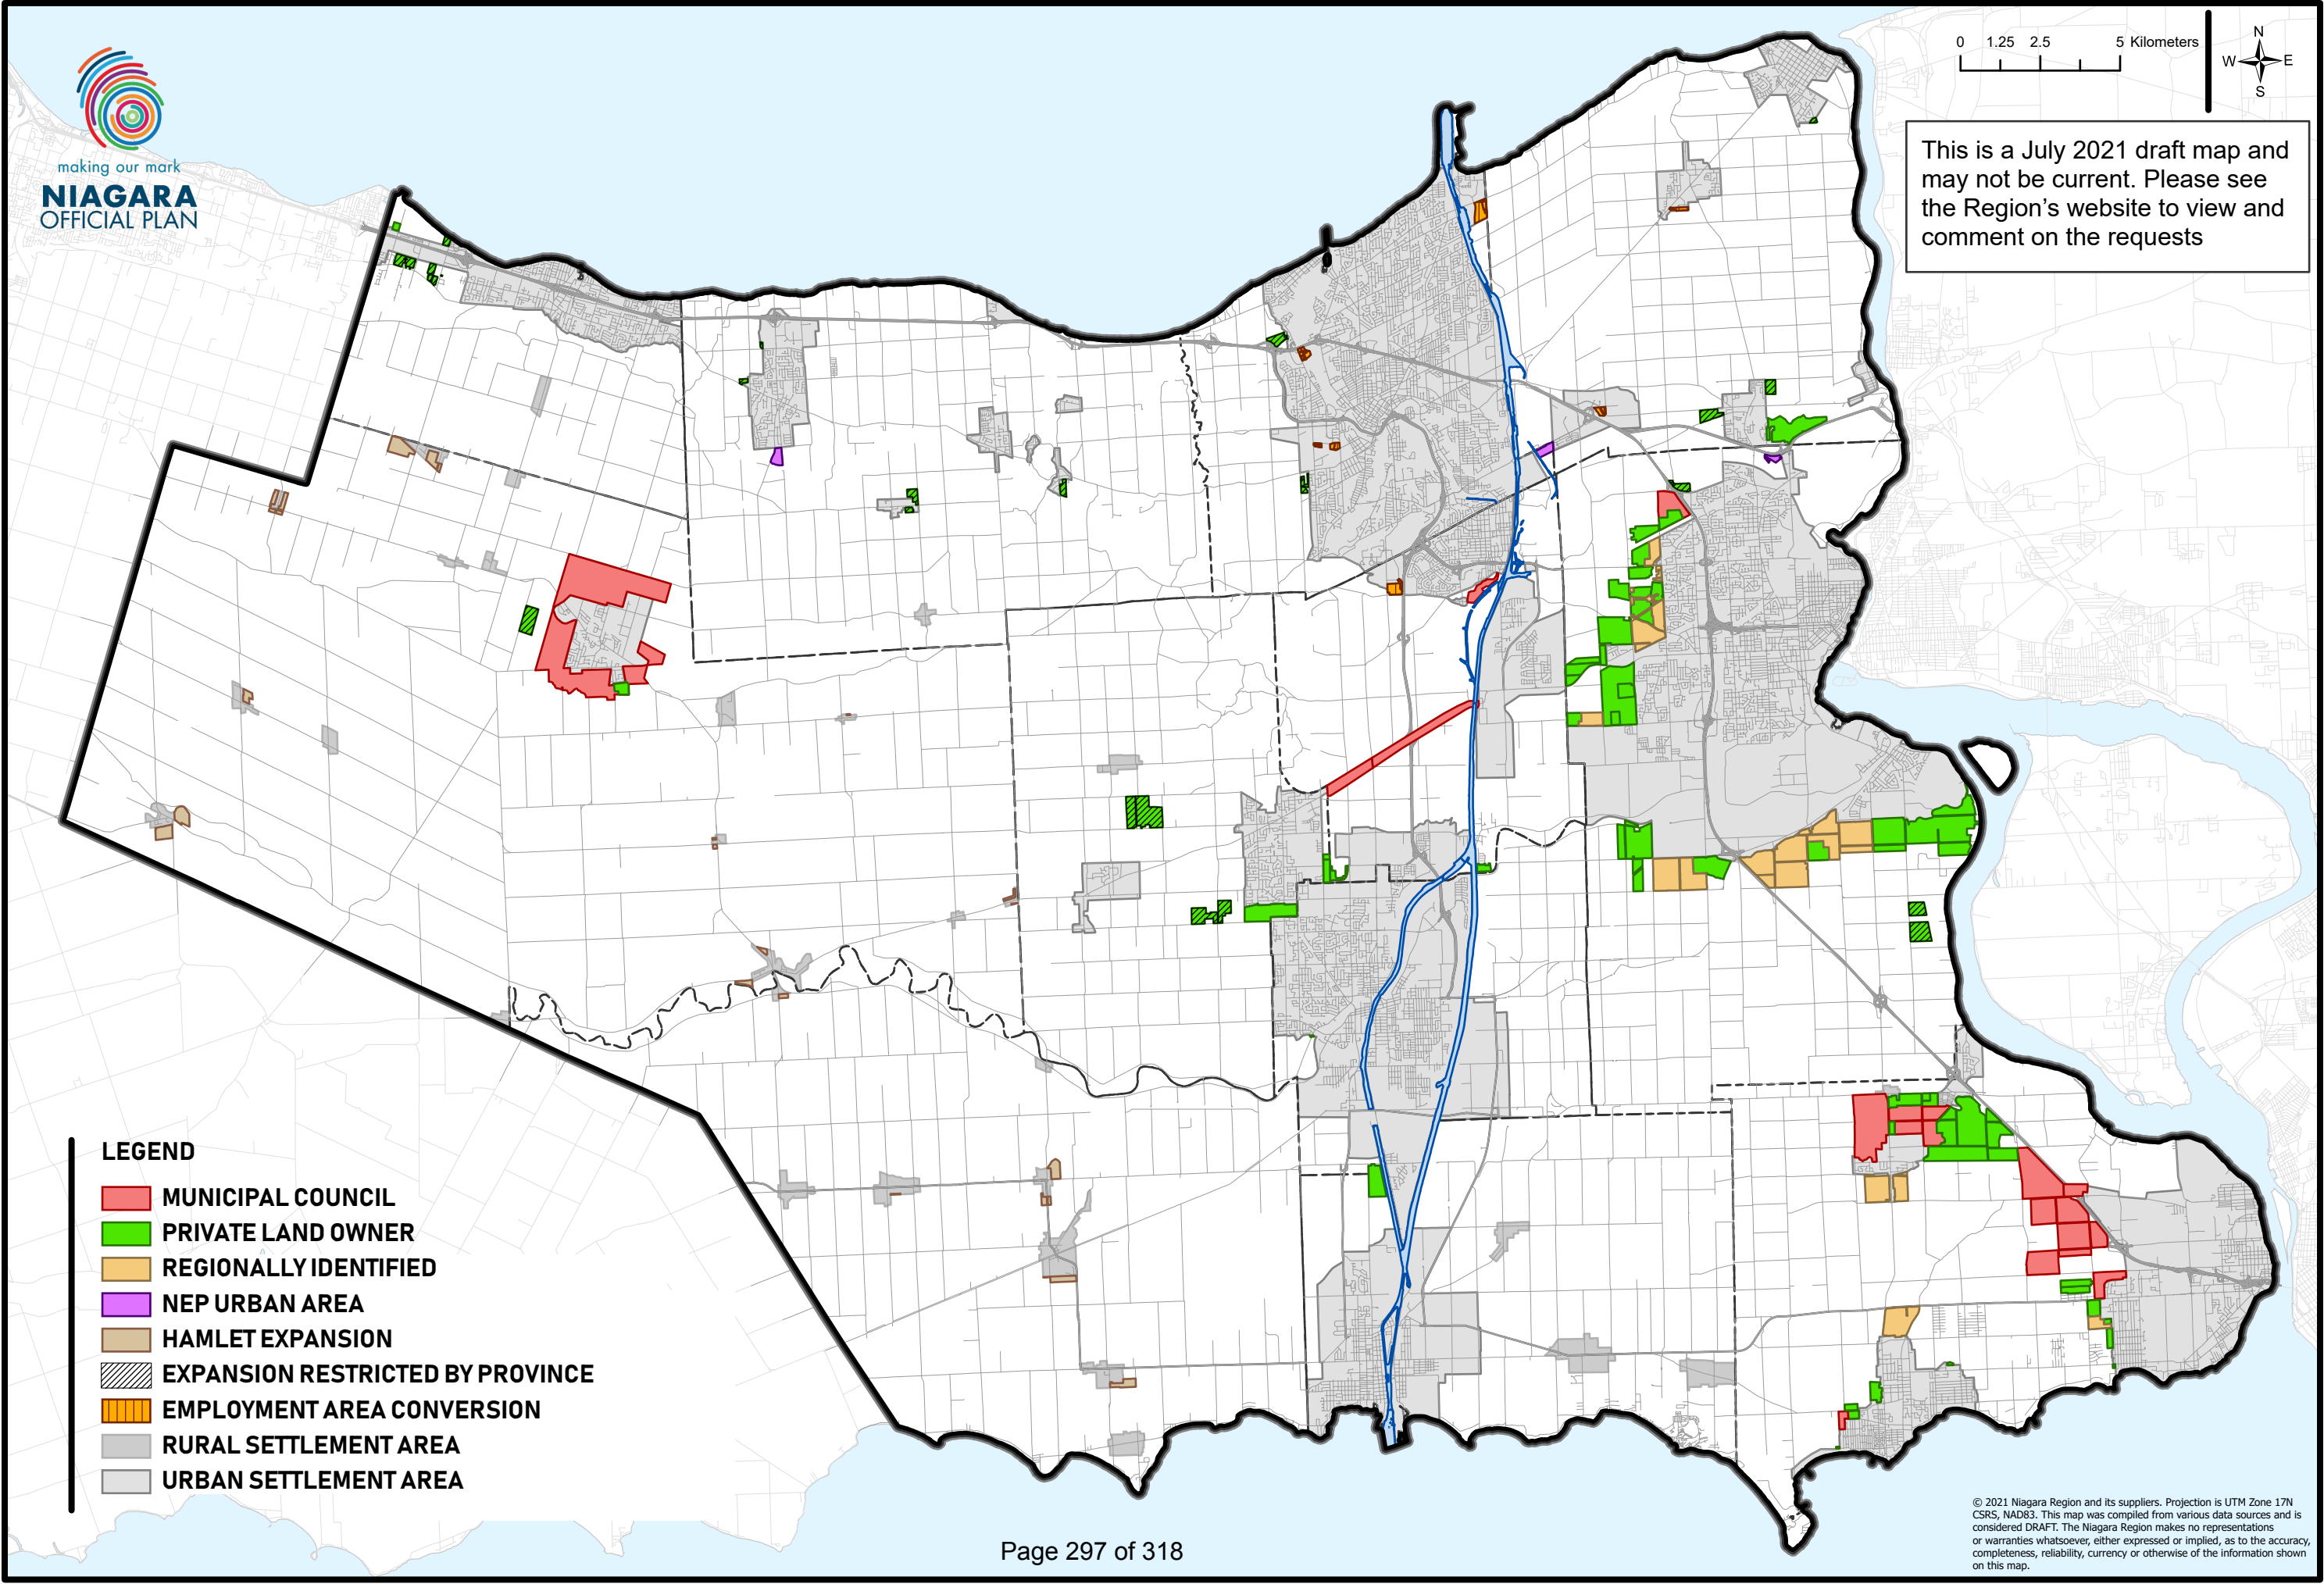 making our mark
NIAGARA
OFFICIAL PLAN
0 1.25 2.5 5 Kilometers
N
W E
S
This is a July 2021 draft map and
may not be current. Please see
the Region's website to view and
comment on the requests
LEGEND
MUNICIPAL COUNCIL
PRIVATE LAND OWNER
REGIONALLY IDENTIFIED
NEP URBAN AREA
HAMLET EXPANSION
EXPANSION RESTRICTED BY PROVINCE
EMPLOYMENT AREA CONVERSION
RURAL SETTLEMENT AREA
URBAN SETTLEMENT AREA
Page 297 of 318
© 2021 Niagara Region and its suppliers. Projection is UTM Zone 17N
CSRS, NAD83. This map was compiled from various data sources and is
considered DRAFT. The Niagara Region makes no representations
or warranties whatsoever, either expressed or implied, as to the accuracy,
completeness, reliability, currency or otherwise of the information shown
on this map.